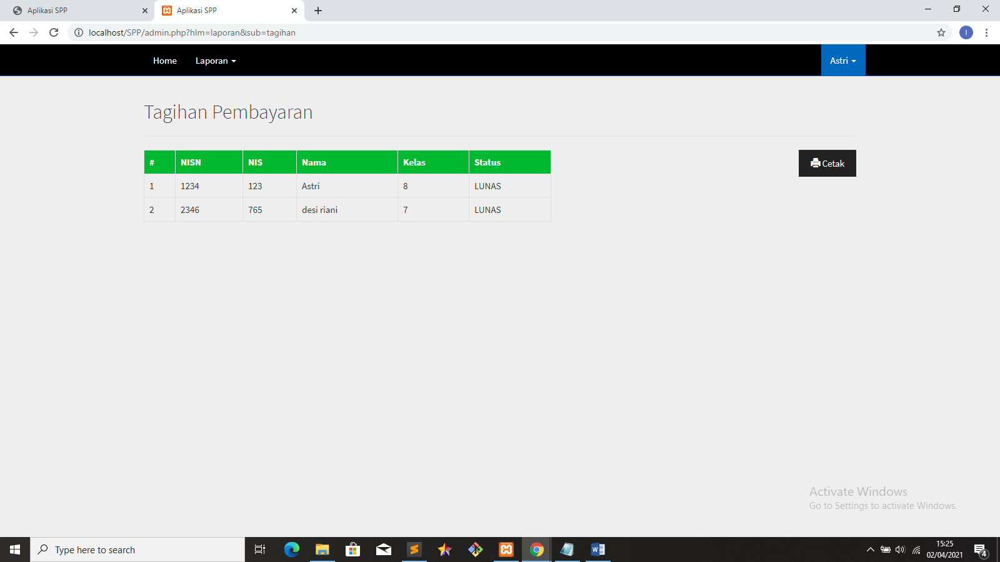 Aplikasi SPP
Aplikasi SPP
localhost/SPP/admin.php?hlm=laporan&sub=tagihan
I
Home Laporan Astri
Tagihan Pembayaran
# NISN NIS Nama Kelas Status
1 1234 123 Astri 8 LUNAS
2 2346 765 desi riani 7 LUNAS
Cetak
Activate Windows
Go to Settings to activate Windows.
Type here to search
15:25
02/04/2021
4